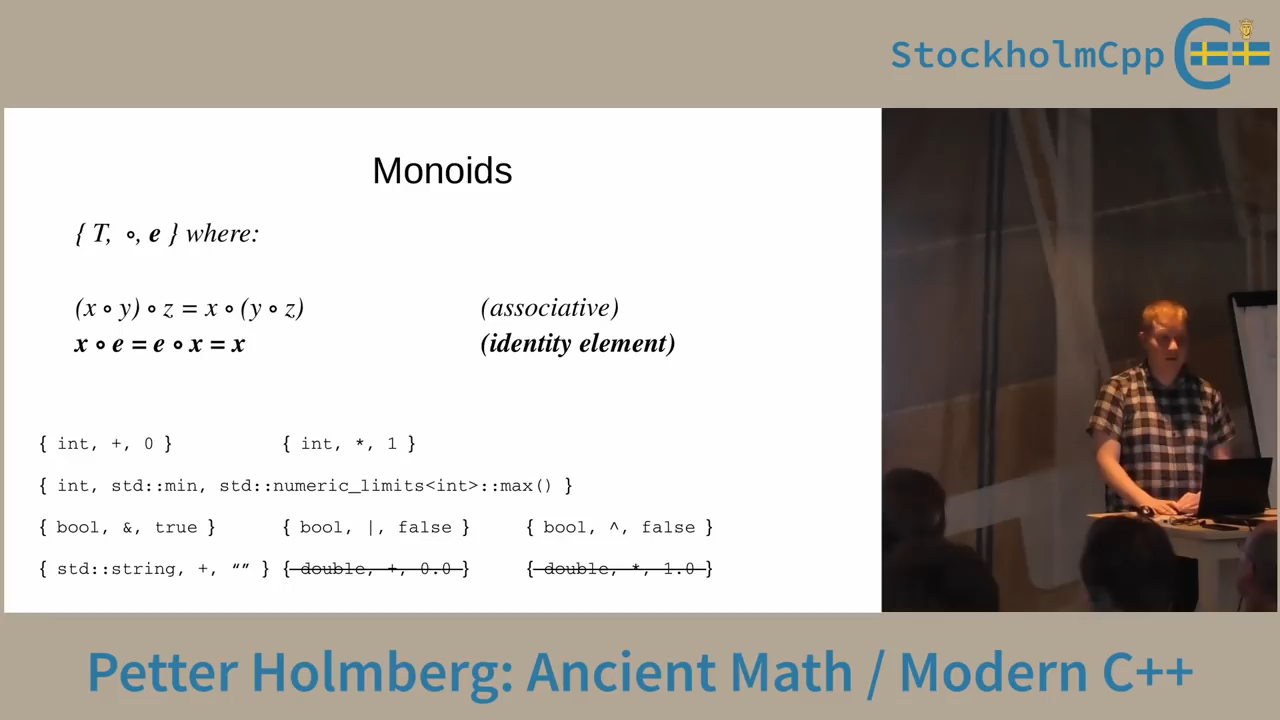 StockholmCpp
Monoids
{ T, ∘, e } where:
(x ∘ y) ∘ z = x ∘ (y ∘ z) (associative)
x ∘ e = e ∘ x = x (identity element)
{ int, +, 0 } { int, *, 1 }
{ int, std::min, std::numeric_limits<int>::max() }
{ bool, &, true } { bool, |, false } { bool, ^, false }
{ std::string, +, “” } { double, +, 0.0 } { double, *, 1.0 }
Petter Holmberg: Ancient Math / Modern C++